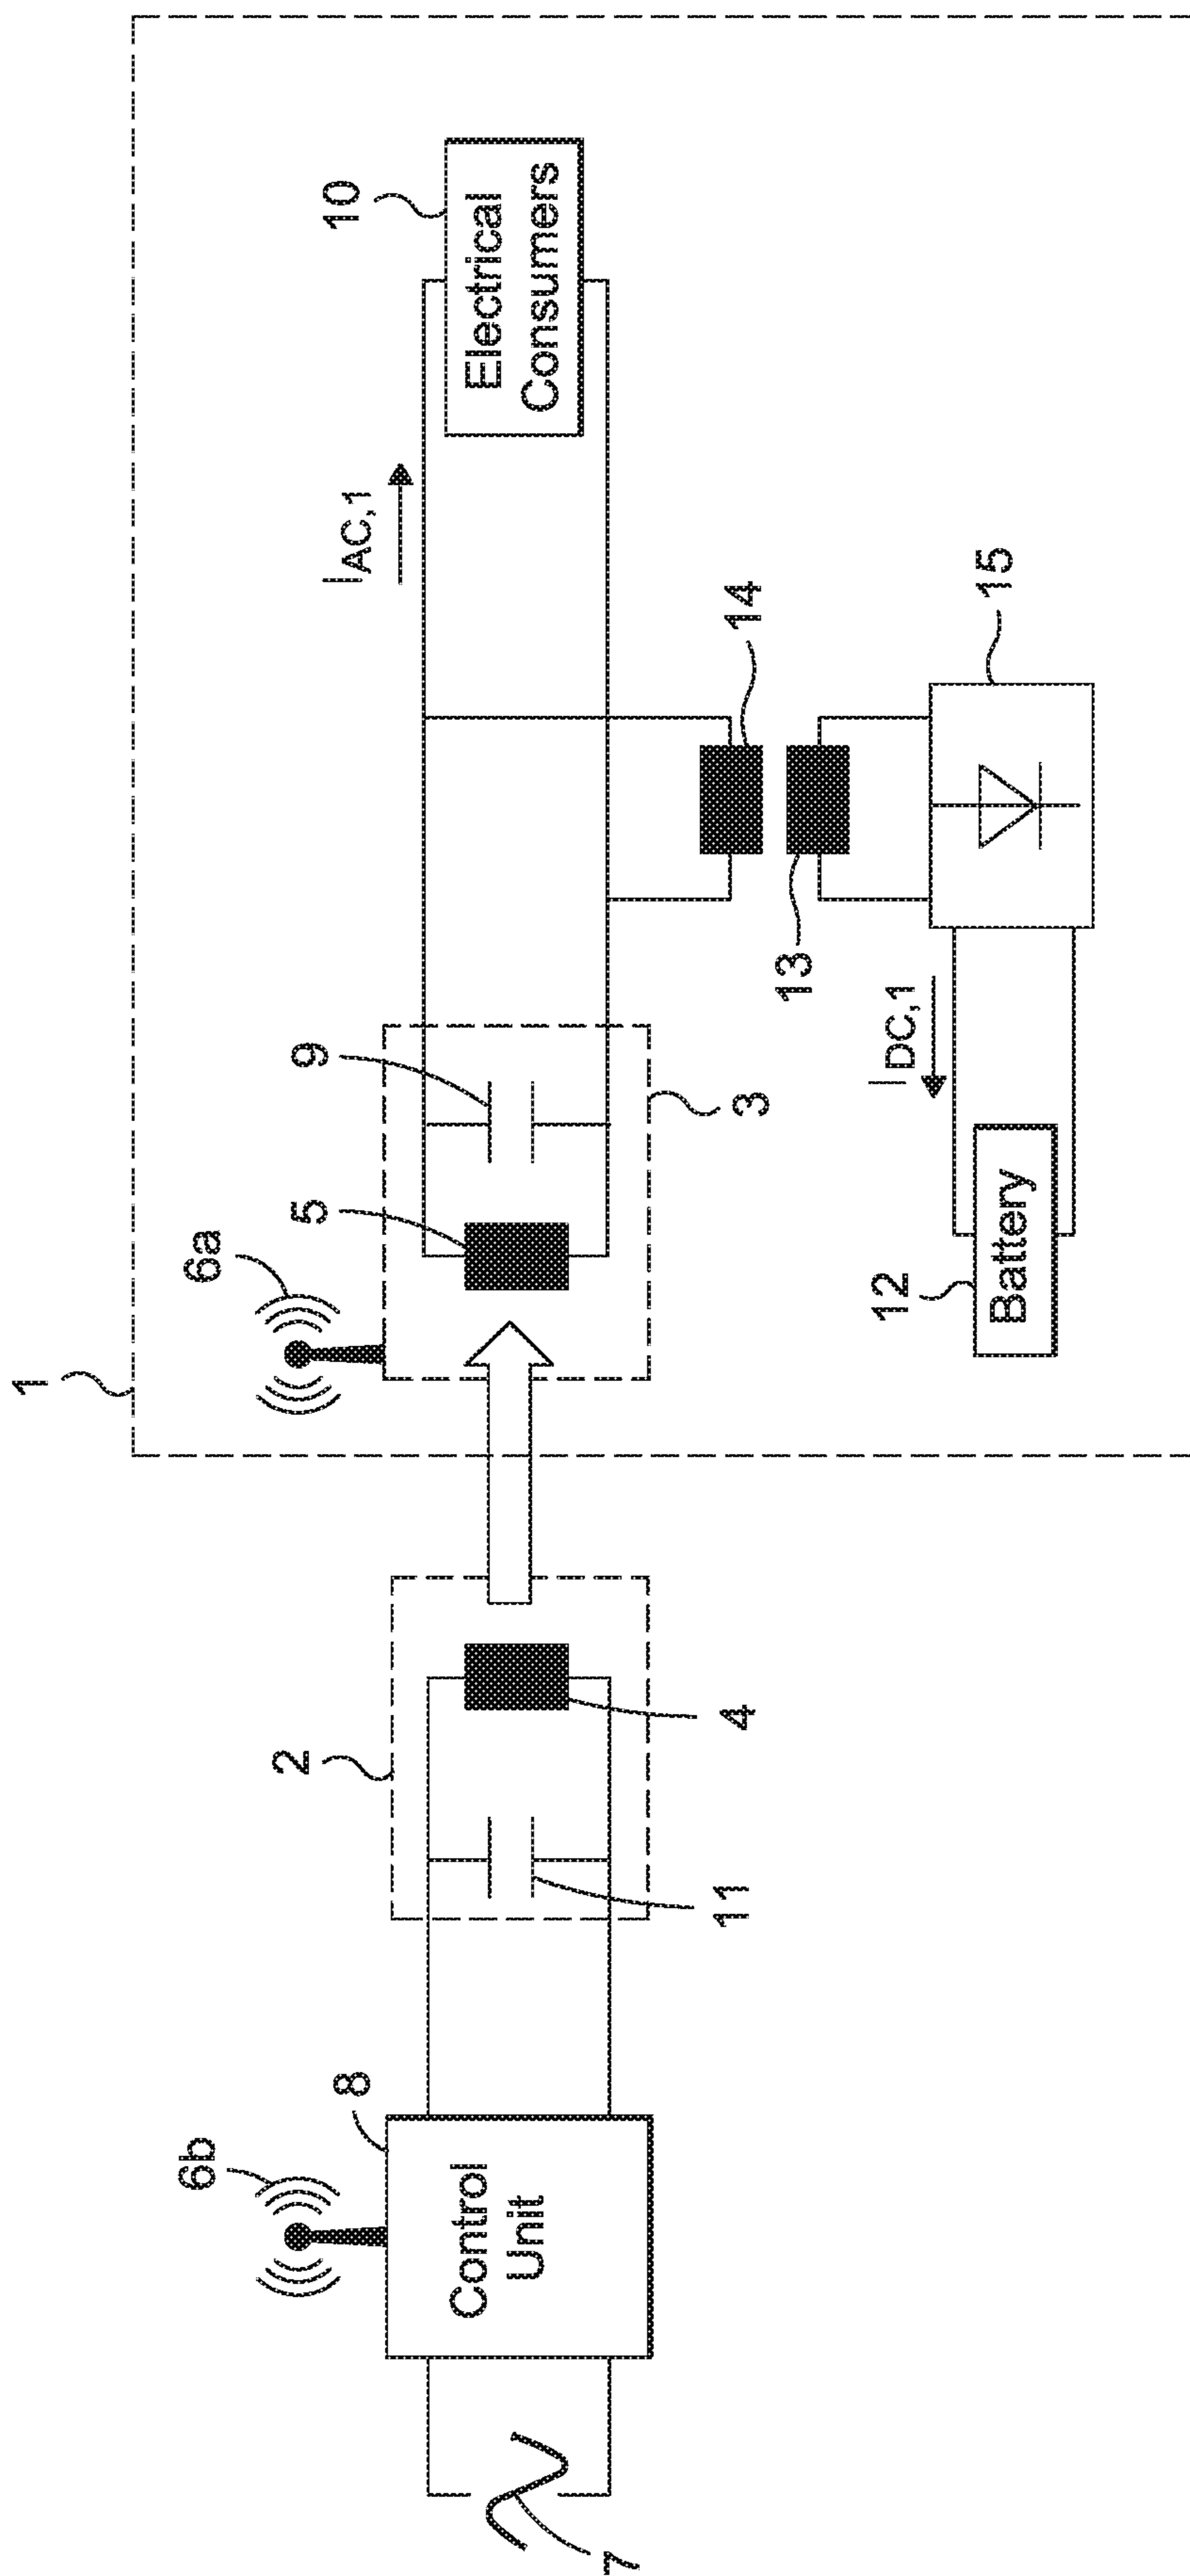 1
6a
5
9
I_AC,1
10
Electrical
Consumers
3
14
13
15
I_DC,1
12
Battery
2
4
11
6b
8
Control
Unit
7